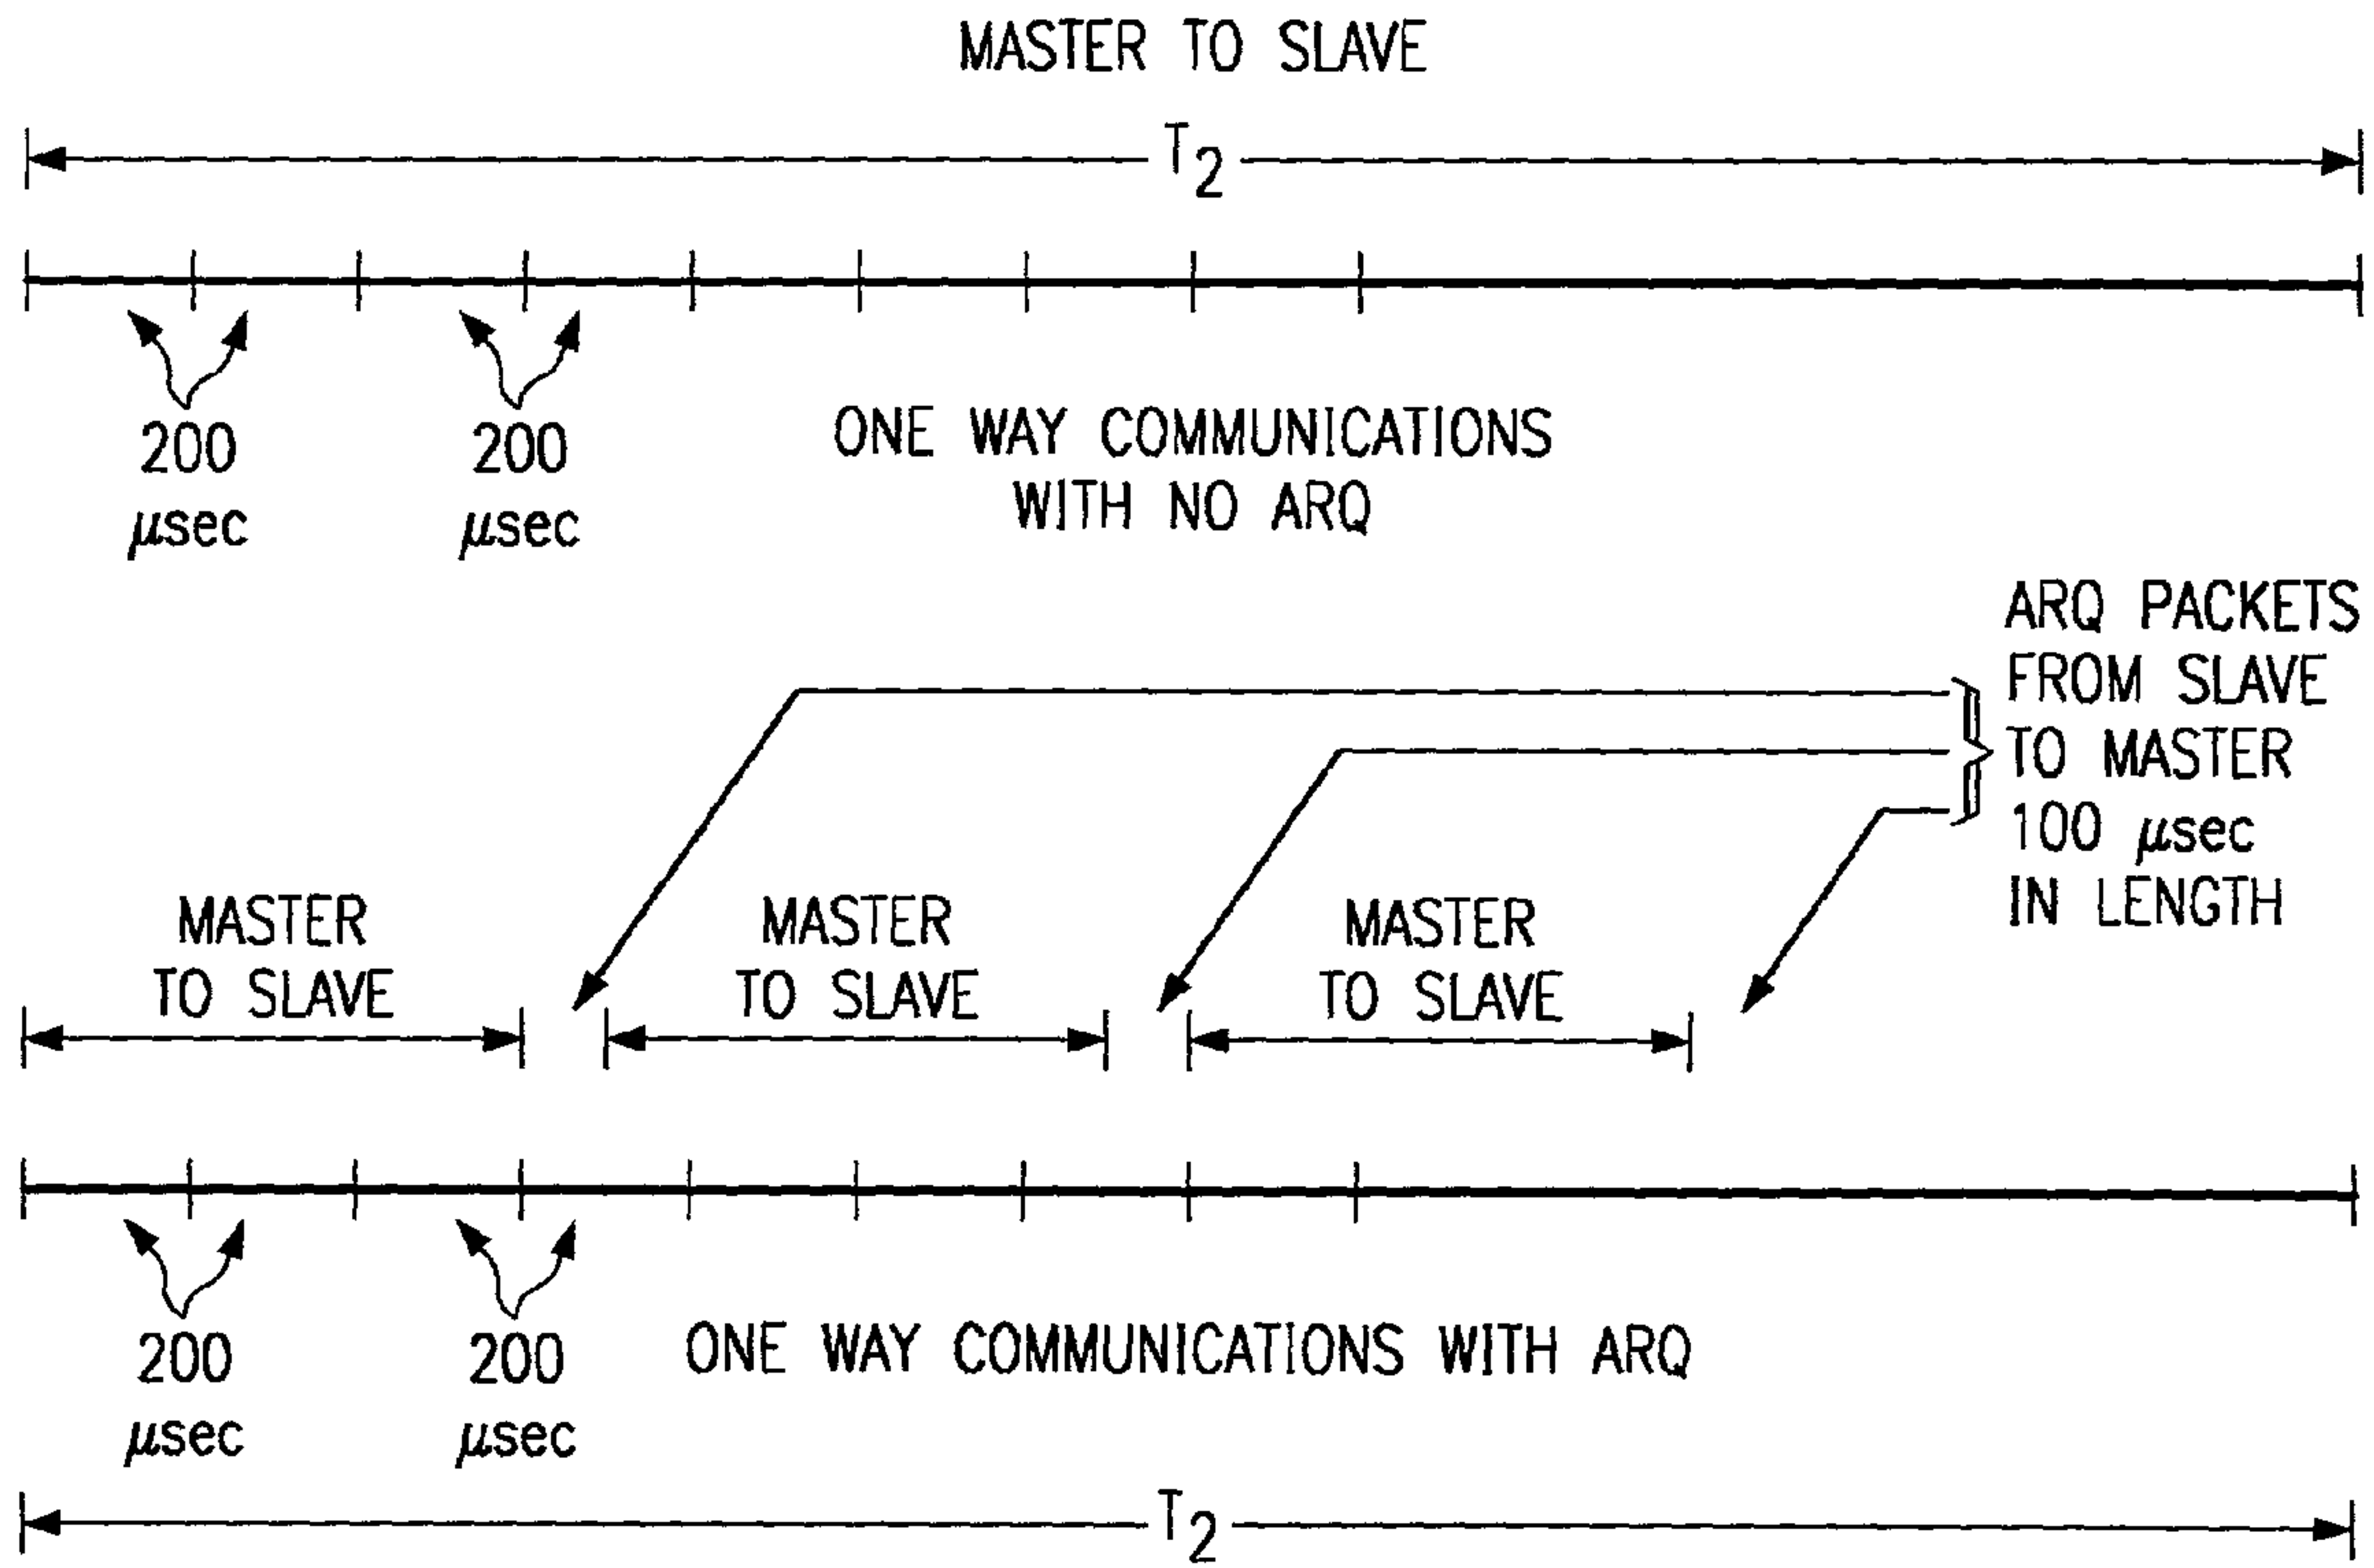 MASTER TO SLAVE
T2
200
μsec
200
μsec
ONE WAY COMMUNICATIONS
WITH NO ARQ
ARQ PACKETS
FROM SLAVE
TO MASTER
100 μsec
IN LENGTH
MASTER
TO SLAVE
MASTER
TO SLAVE
MASTER
TO SLAVE
200
μsec
200
μsec
ONE WAY COMMUNICATIONS WITH ARQ
T2